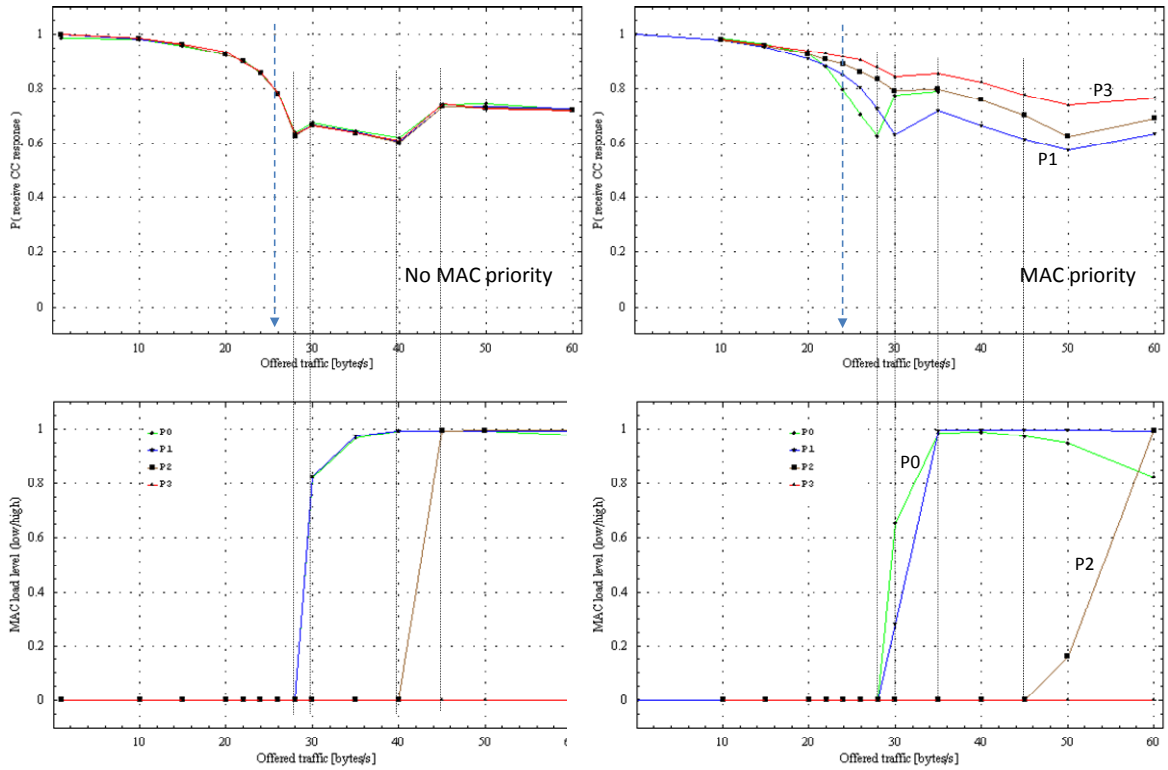 1
0.8
0.6
0.4
0.2
0
P( receive CC response)
No MAC priority
10 20 30 40 50 60
Offered traffic [bytes/s]
1
0.8
0.6
0.4
0.2
0
P( receive CC response)
P3
P1
MAC priority
10 20 30 40 50 60
Offered traffic [bytes/s]
1
0.8
0.6
0.4
0.2
0
MAC load level (low/high)
P0
P1
P2
P3
10 20 30 40 50
Offered traffic [bytes/s]
1
0.8
0.6
0.4
0.2
0
MAC load level (low/high)
P0
P1
P2
P3
P0
P2
10 20 30 40 50 60
Offered traffic [bytes/s]